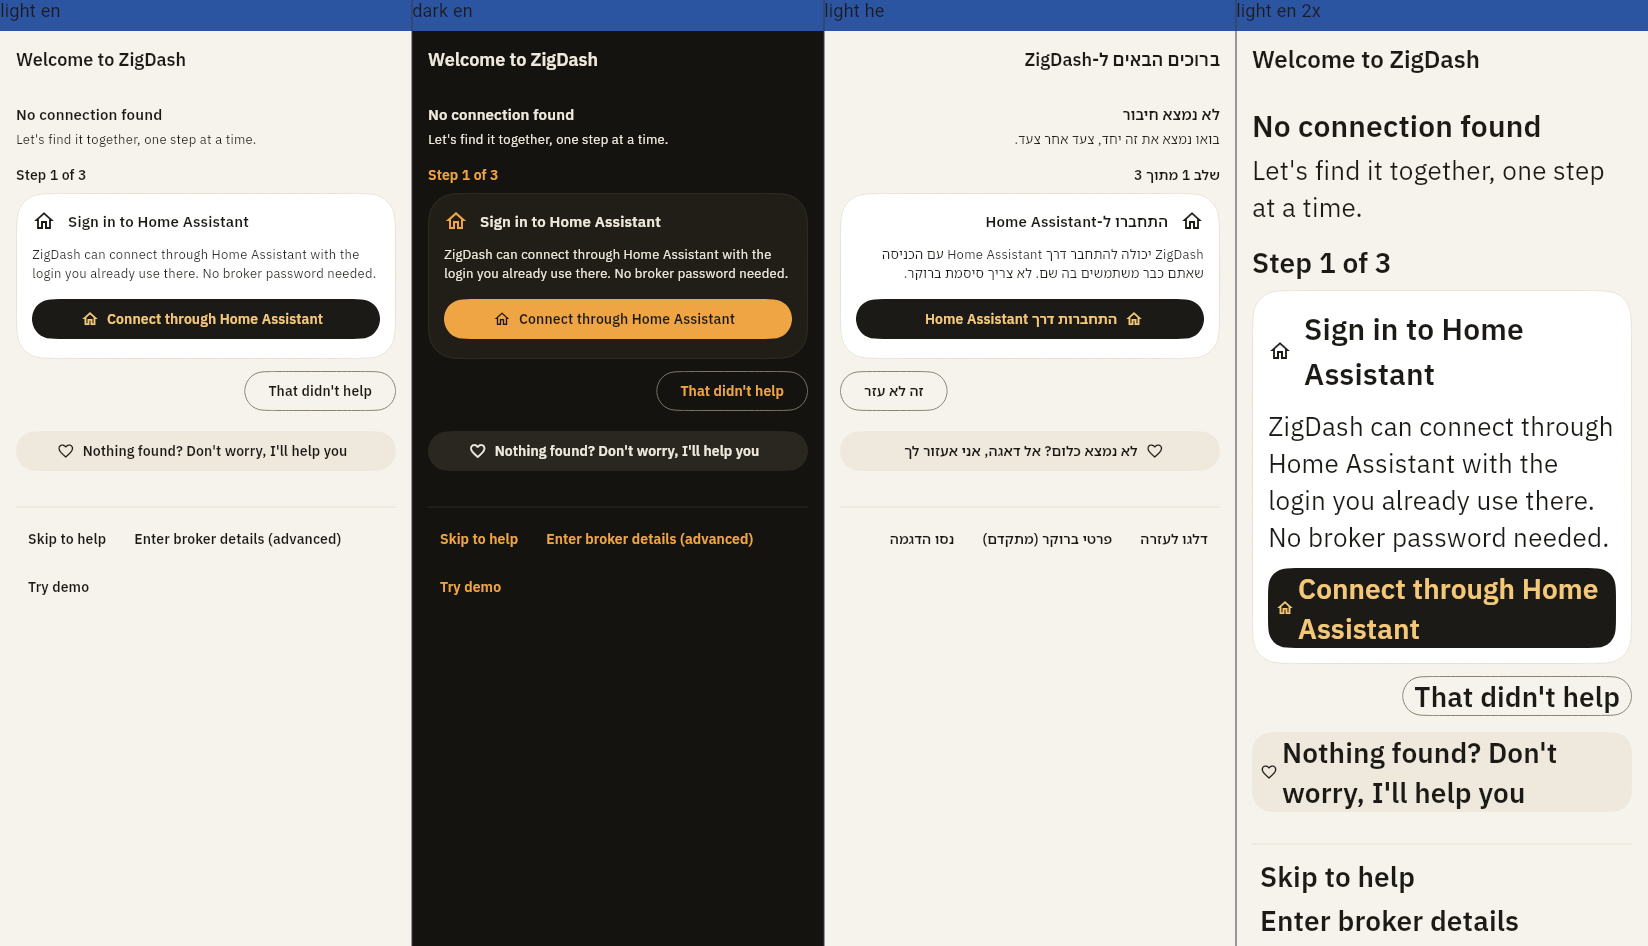 light en
Welcome to ZigDash
No connection found
Let's find it together, one step at a time.
Step 1 of 3
Sign in to Home Assistant
ZigDash can connect through Home Assistant with the
login you already use there. No broker password needed.
Connect through Home Assistant
That didn't help
Nothing found? Don't worry, I'll help you
Skip to help
Enter broker details (advanced)
Try demo
dark en
Welcome to ZigDash
No connection found
Let's find it together, one step at a time.
Step 1 of 3
Sign in to Home Assistant
ZigDash can connect through Home Assistant with the
login you already use there. No broker password needed.
Connect through Home Assistant
That didn't help
Nothing found? Don't worry, I'll help you
Skip to help
Enter broker details (advanced)
Try demo
light he
ברוכים הבאים ל-ZigDash
לא נמצא חיבור
בואו נמצא את זה יחד, צעד אחר צעד.
שלב 1 מתוך 3
התחברו ל-Home Assistant
ZigDash יכולה להתחבר דרך Home Assistant עם הכניסה
שאתם כבר משתמשים בה שם. לא צריך סיסמת ברוקר.
התחברות דרך Home Assistant
זה לא עזר
לא נמצא כלום? אל דאגה, אני אעזור לך
דלגו לעזרה
פרטי ברוקר (מתקדם)
נסו הדגמה
light en 2x
Welcome to ZigDash
No connection found
Let's find it together, one step
at a time.
Step 1 of 3
Sign in to Home
Assistant
ZigDash can connect through
Home Assistant with the
login you already use there.
No broker password needed.
Connect through Home
Assistant
That didn't help
Nothing found? Don't
worry, I'll help you
Skip to help
Enter broker details